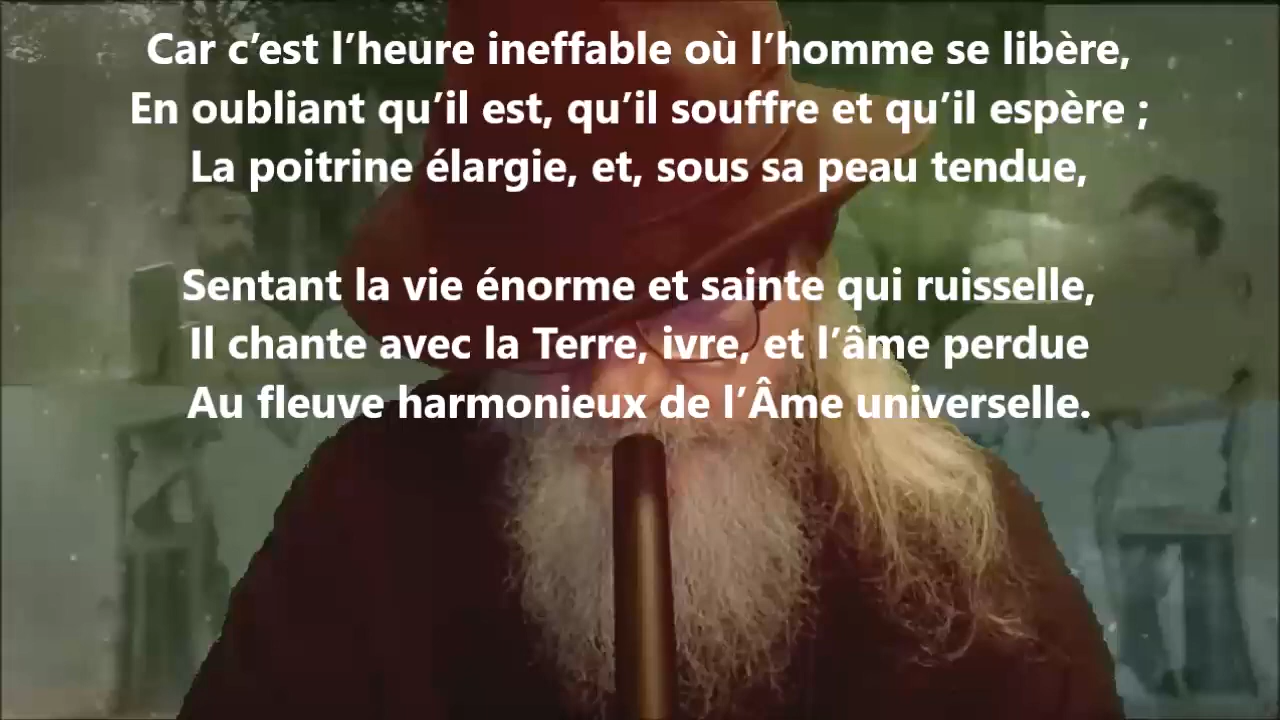 Car c’est l’heure ineffable où l’homme se libère,
En oubliant qu’il est, qu’il souffre et qu’il espère ;
La poitrine élargie, et, sous sa peau tendue,
Sentant la vie énorme et sainte qui ruisselle,
Il chante avec la Terre, ivre, et l’âme perdue
Au fleuve harmonieux de l’Âme universelle.